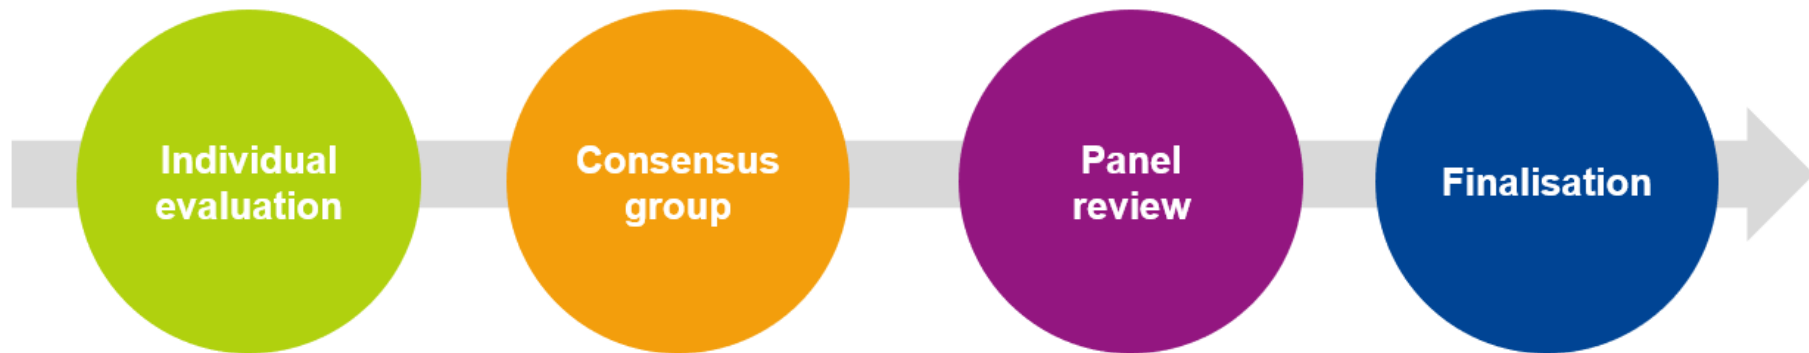 Individual
evaluation
Consensus
group
Panel
review
Finalisation